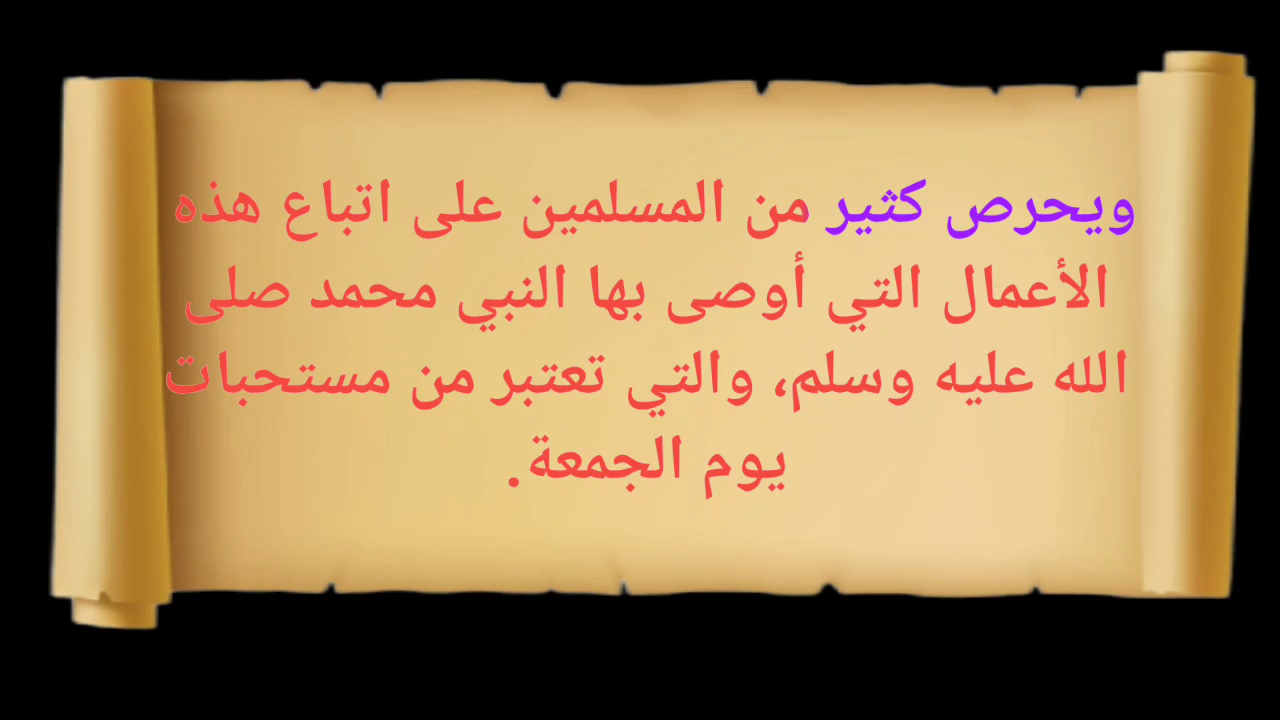 ويحرص كثير من المسلمين على اتباع هذه
الأعمال التي أوصى بها النبي محمد صلى
الله عليه وسلم، والتي تعتبر من مستحبات
يوم الجمعة.